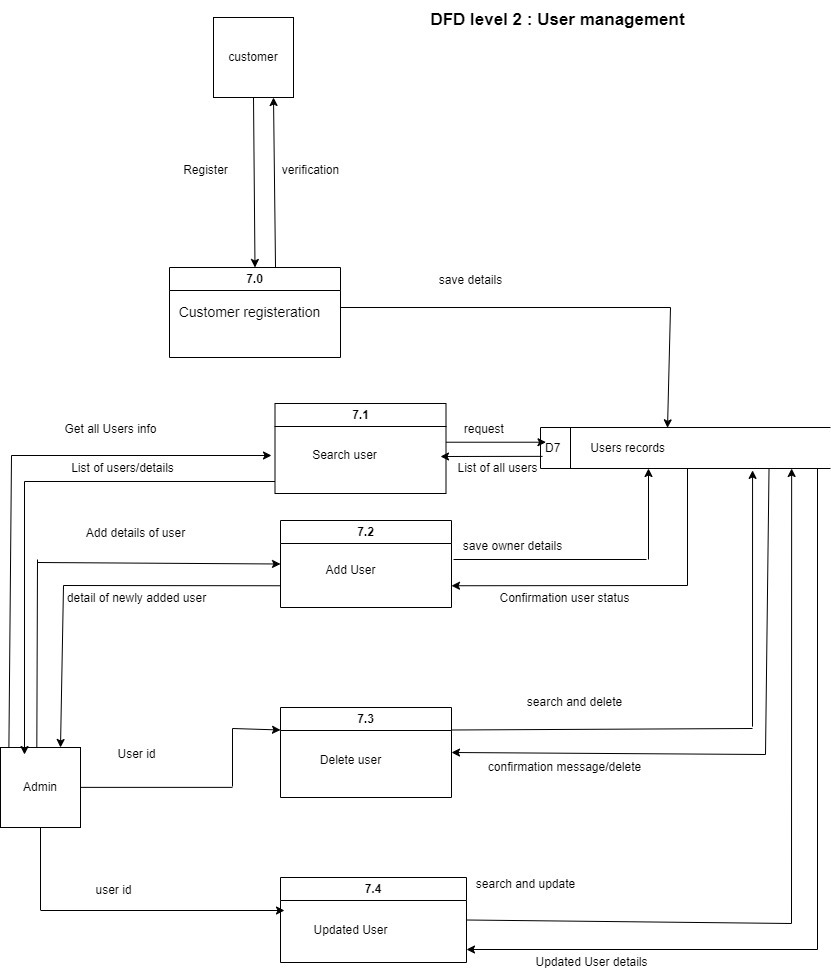 DFD level 2 : User management
customer
Register
verification
7.0
Customer registeration
save details
7.1
Search user
Get all Users info
List of users/details
request
List of all users
D7
Users records
7.2
Add User
Add details of user
detail of newly added user
save owner details
Confirmation user status
7.3
Delete user
search and delete
confirmation message/delete
User id
Admin
user id
7.4
Updated User
search and update
Updated User details